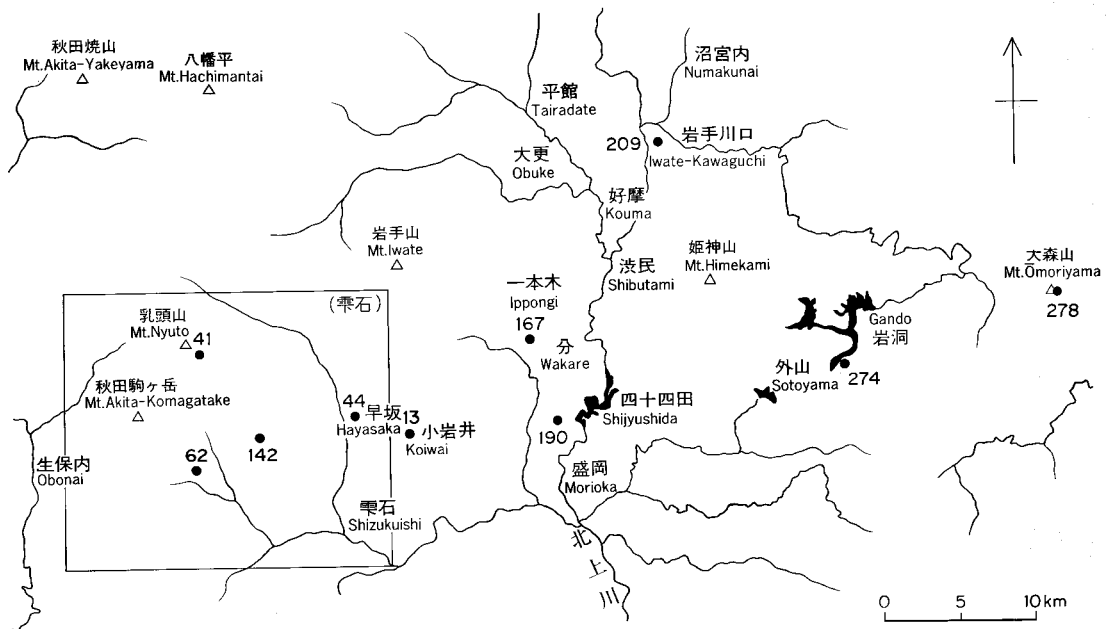 秋田焼山
Mt.Akita-Yakeyama
八幡平
Mt.Hachimantai
平館
Tairadate
沼宮内
Numakunai
大更
Obuke
209
岩手川口
Iwate-Kawaguchi
好摩
Kouma
岩手山
Mt.Iwate
渋民
Shibutami
姫神山
Mt.Himekami
大森山
Mt.Ōmoriyama
278
(雫石)
一本木
Ippongi
167
乳頭山
Mt.Nyuto
41
分
Wakare
Gando
岩洞
274
外山
Sotoyama
秋田駒ヶ岳
Mt.Akita-Komagatake
44
早坂
Hayasaka
13
小岩井
Koiwai
四十四田
Shijyushida
190
生保内
Obonai
62
142
盛岡
Morioka
雫石
Shizukuishi
北上川
0 5 10km